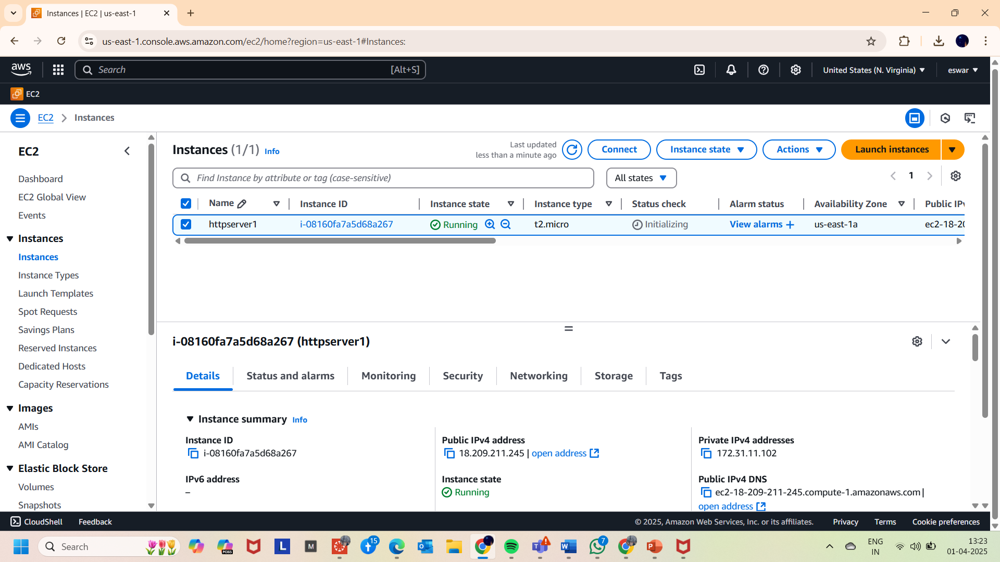 Instances | EC2 | us-east-1
us-east-1.console.aws.amazon.com/ec2/home?region=us-east-1#Instances:
aws
Search [Alt+S]
United States (N. Virginia)
eswar
EC2
EC2 > Instances
EC2
Dashboard
EC2 Global View
Events
Instances
Instances
Instance Types
Launch Templates
Spot Requests
Savings Plans
Reserved Instances
Dedicated Hosts
Capacity Reservations
Images
AMIs
AMI Catalog
Elastic Block Store
Volumes
Snapshots
Instances (1/1) Info
Last updated
less than a minute ago
Connect
Instance state
Actions
Launch instances
Find Instance by attribute or tag (case-sensitive)
All states
1
Name Instance ID Instance state Instance type Status check Alarm status Availability Zone Public IPv
httpserver1 i-08160fa7a5d68a267 Running t2.micro Initializing View alarms + us-east-1a ec2-18-20
i-08160fa7a5d68a267 (httpserver1)
Details Status and alarms Monitoring Security Networking Storage Tags
Instance summary Info
Instance ID
i-08160fa7a5d68a267
Public IPv4 address
18.209.211.245 | open address
Private IPv4 addresses
172.31.11.102
IPv6 address
–
Instance state
Running
Public IPv4 DNS
ec2-18-209-211-245.compute-1.amazonaws.com |
open address
CloudShell Feedback
© 2025, Amazon Web Services, Inc. or its affiliates. Privacy Terms Cookie preferences
Search
M365
L
M
15
7
ENG
IN
13:23
01-04-2025